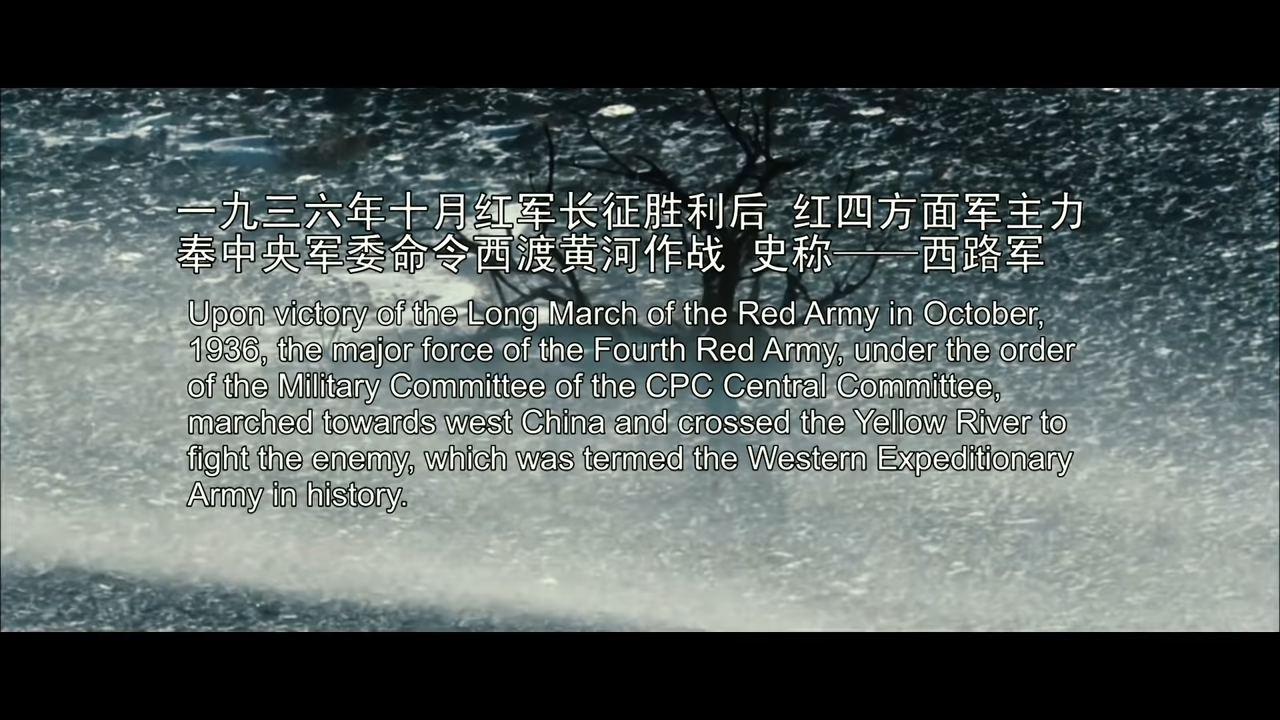 一九三六年十月红军长征胜利后 红四方面军主力
奉中央军委命令西渡黄河作战 史称——西路军
Upon victory of the Long March of the Red Army in October,
1936, the major force of the Fourth Red Army, under the order
of the Military Committee of the CPC Central Committee,
marched towards west China and crossed the Yellow River to
fight the enemy, which was termed the Western Expeditionary
Army in history.